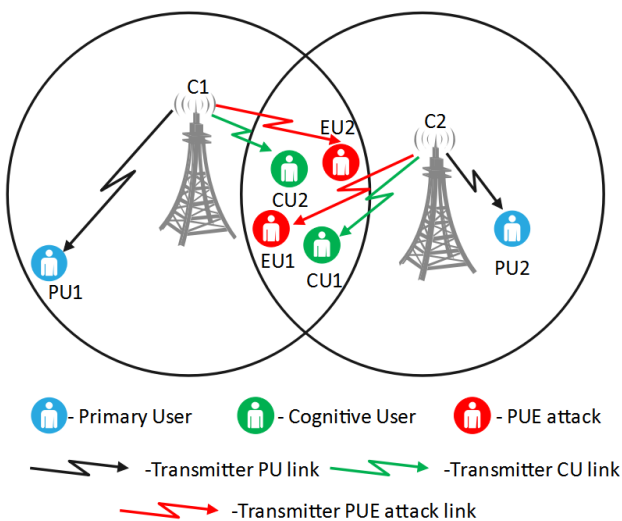 C1
EU2
C2
CU2
EU1
CU1
PU2
PU1
- Primary User - Cognitive User - PUE attack
-Transmitter PU link -Transmitter CU link
-Transmitter PUE attack link